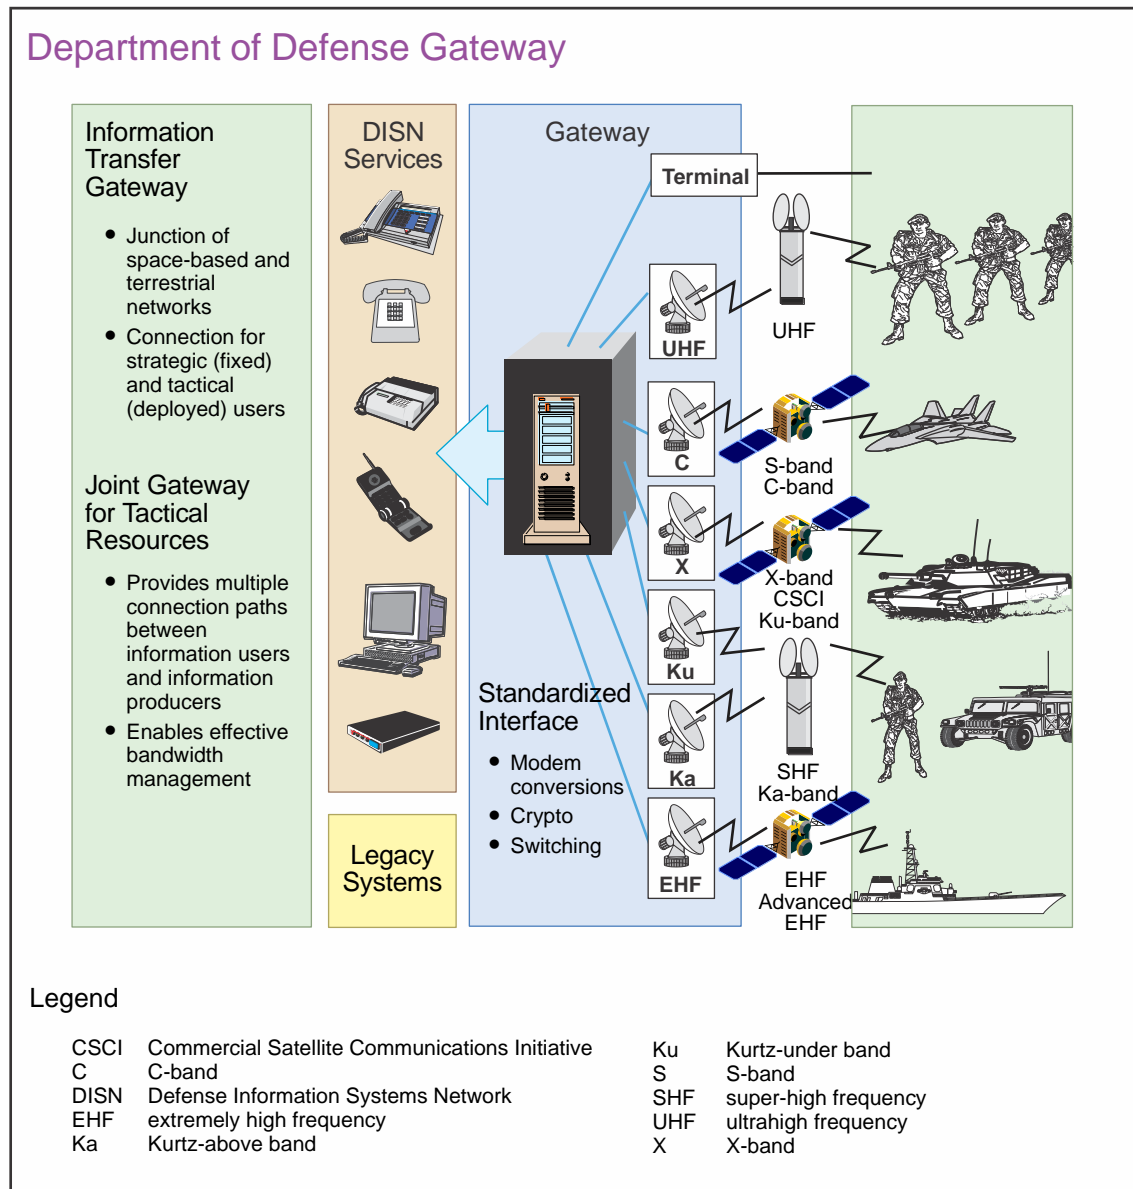 Department of Defense Gateway
Information
Transfer
Gateway
• Junction of
space-based and
terrestrial
networks
• Connection for
strategic (fixed)
and tactical
(deployed) users
Joint Gateway
for Tactical
Resources
• Provides multiple
connection paths
between
information users
and information
producers
• Enables effective
bandwidth
management
DISN
Services
Legacy
Systems
Gateway
Terminal
UHF
C
X
Ku
Ka
EHF
Standardized
Interface
• Modem
conversions
• Crypto
• Switching
UHF
S-band
C-band
X-band
CSCI
Ku-band
SHF
Ka-band
EHF
Advanced
EHF
Legend
CSCI Commercial Satellite Communications Initiative
C C-band
DISN Defense Information Systems Network
EHF extremely high frequency
Ka Kurtz-above band
Ku Kurtz-under band
S S-band
SHF super-high frequency
UHF ultrahigh frequency
X X-band